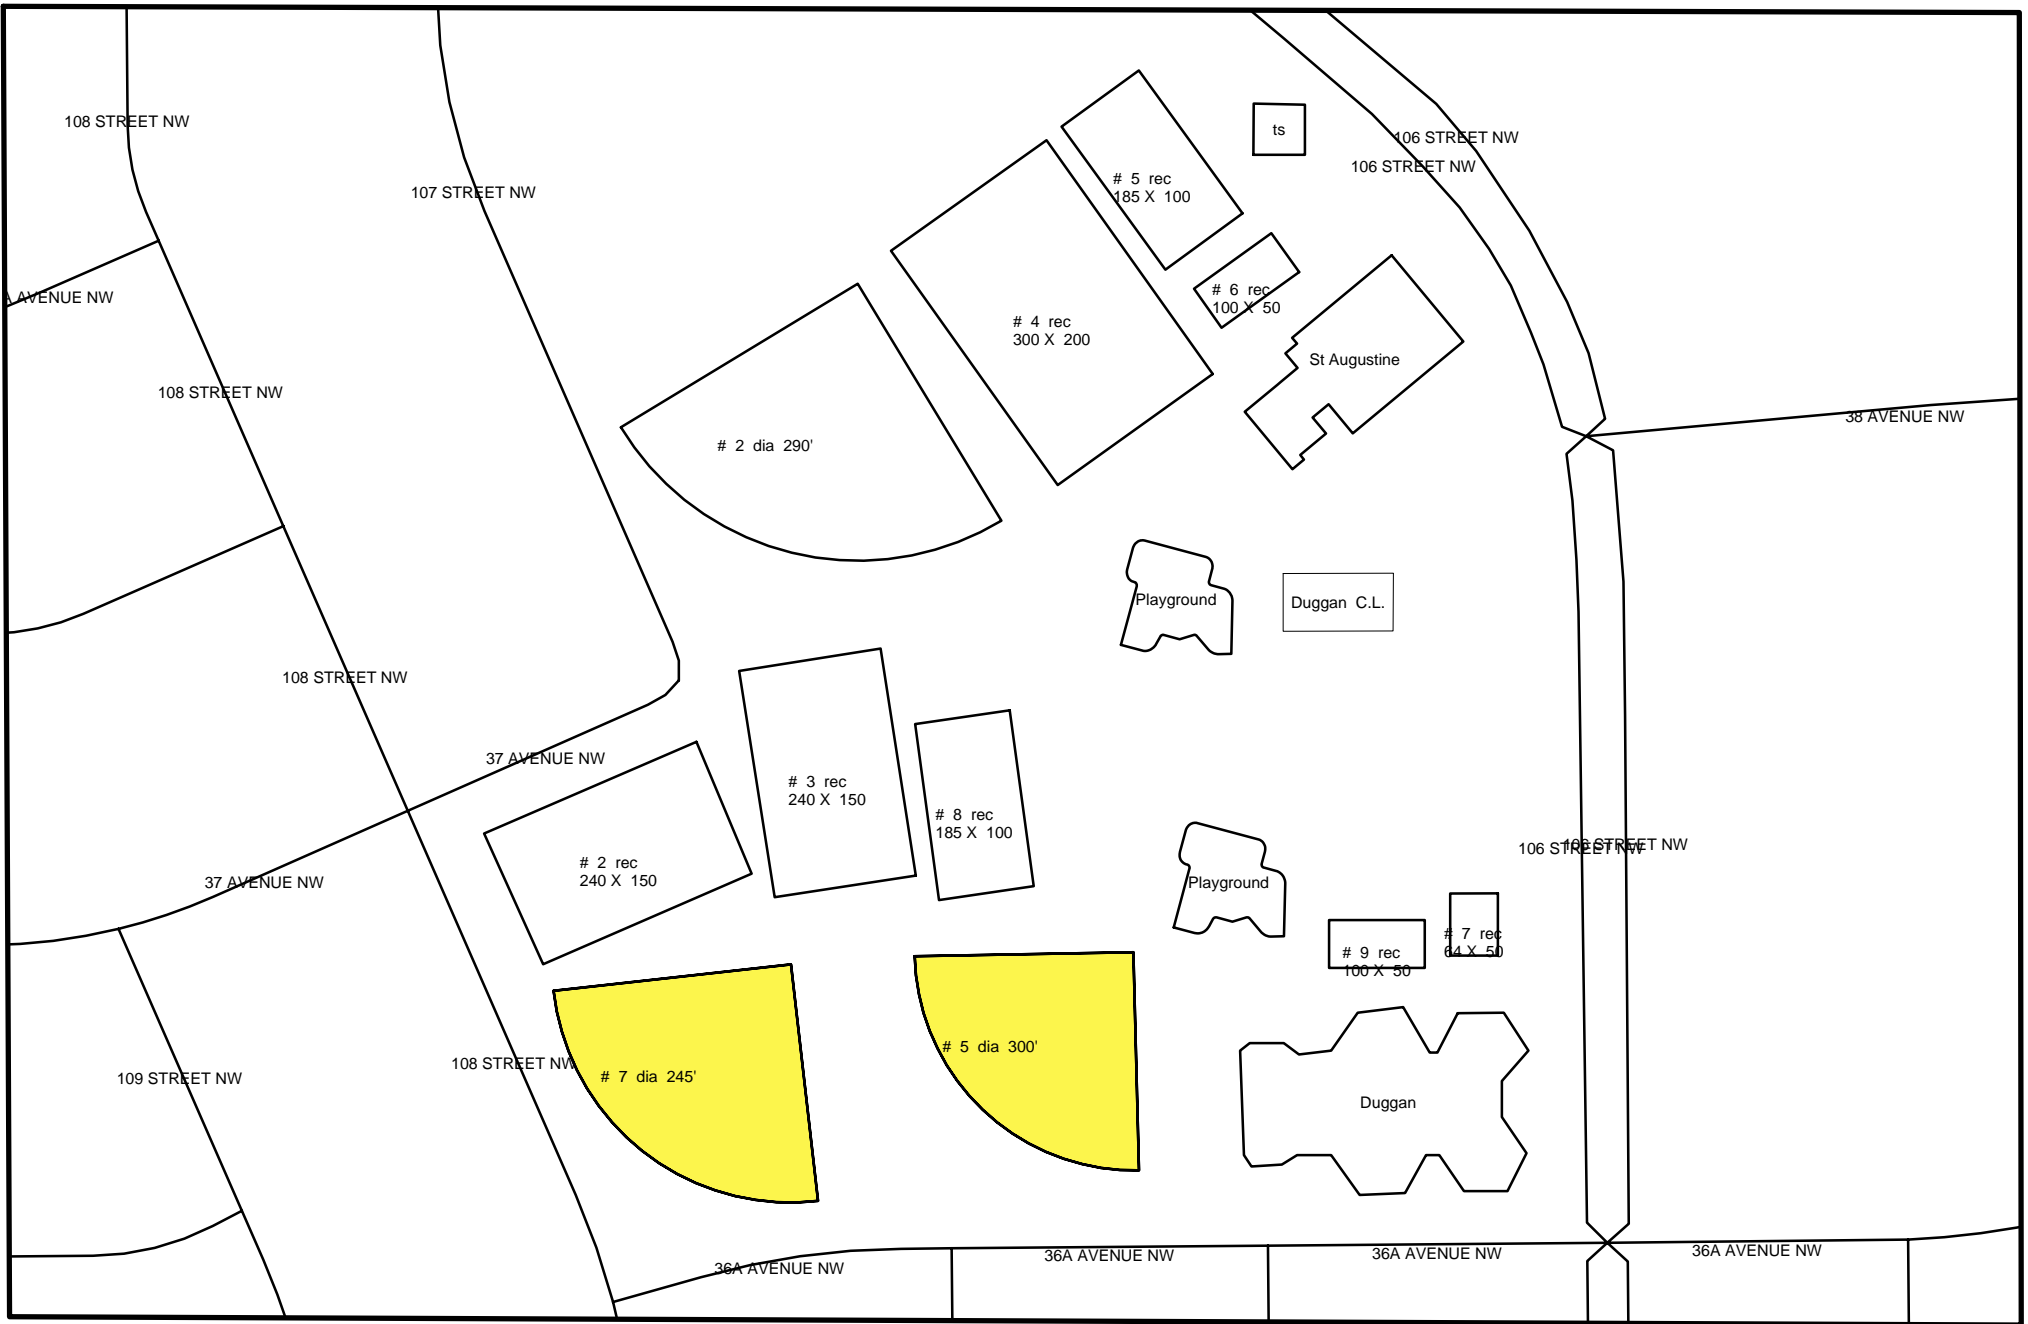 108 STREET NW
106 STREET NW
ts
106 STREET NW
# 5 rec
185 X 100
107 STREET NW
A AVENUE NW
# 6 rec
100 X 50
# 4 rec
300 X 200
St Augustine
108 STREET NW
38 AVENUE NW
# 2 dia 290'
Playground
Duggan C.L.
108 STREET NW
37 AVENUE NW
# 3 rec
240 X 150
# 8 rec
185 X 100
106 STREET NW
106 STREET NW
# 2 rec
240 X 150
37 AVENUE NW
Playground
# 7 rec
64 X 50
# 9 rec
100 X 50
# 5 dia 300'
108 STREET NW
# 7 dia 245'
109 STREET NW
Duggan
36A AVENUE NW
36A AVENUE NW
36A AVENUE NW
36A AVENUE NW